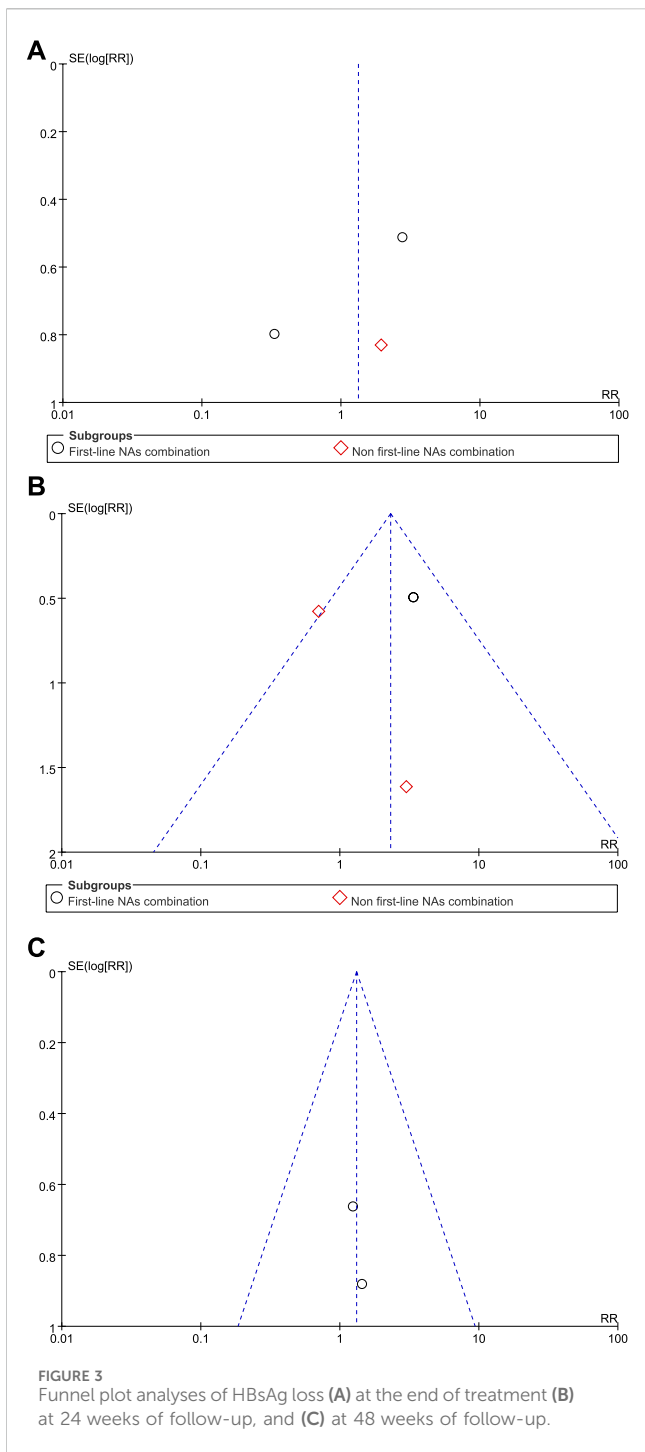 A
SE(log[RR])
0
0.2
0.4
0.6
0.8
1
0.01 0.1 1 10 100
RR
Subgroups
First-line NAs combination Non first-line NAs combination
B
SE(log[RR])
0
0.5
1
1.5
2
0.01 0.1 1 10 100
RR
Subgroups
First-line NAs combination Non first-line NAs combination
C
SE(log[RR])
0
0.2
0.4
0.6
0.8
1
0.01 0.1 1 10 100
RR
FIGURE 3
Funnel plot analyses of HBsAg loss (A) at the end of treatment (B)
at 24 weeks of follow-up, and (C) at 48 weeks of follow-up.